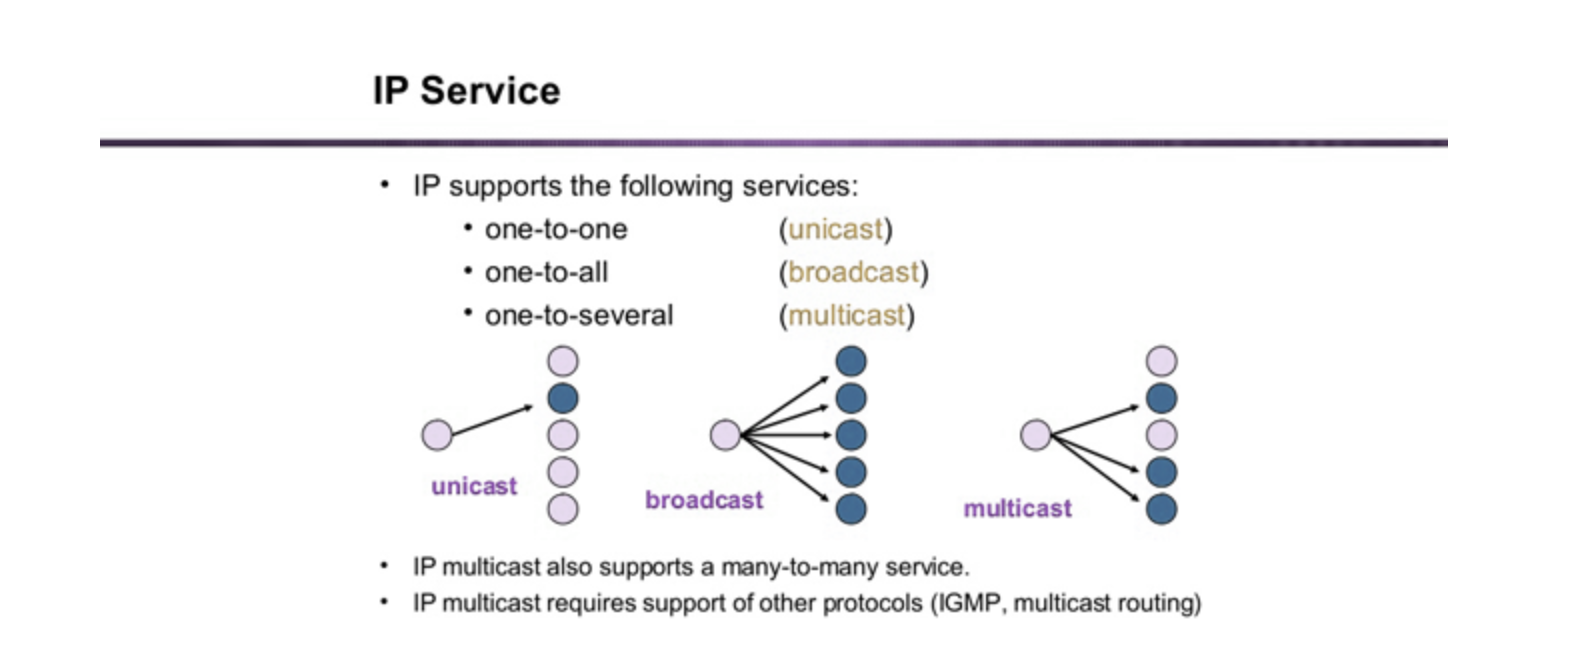 IP Service
• IP supports the following services:
• one-to-one (unicast)
• one-to-all (broadcast)
• one-to-several (multicast)
unicast
broadcast
multicast
• IP multicast also supports a many-to-many service.
• IP multicast requires support of other protocols (IGMP, multicast routing)